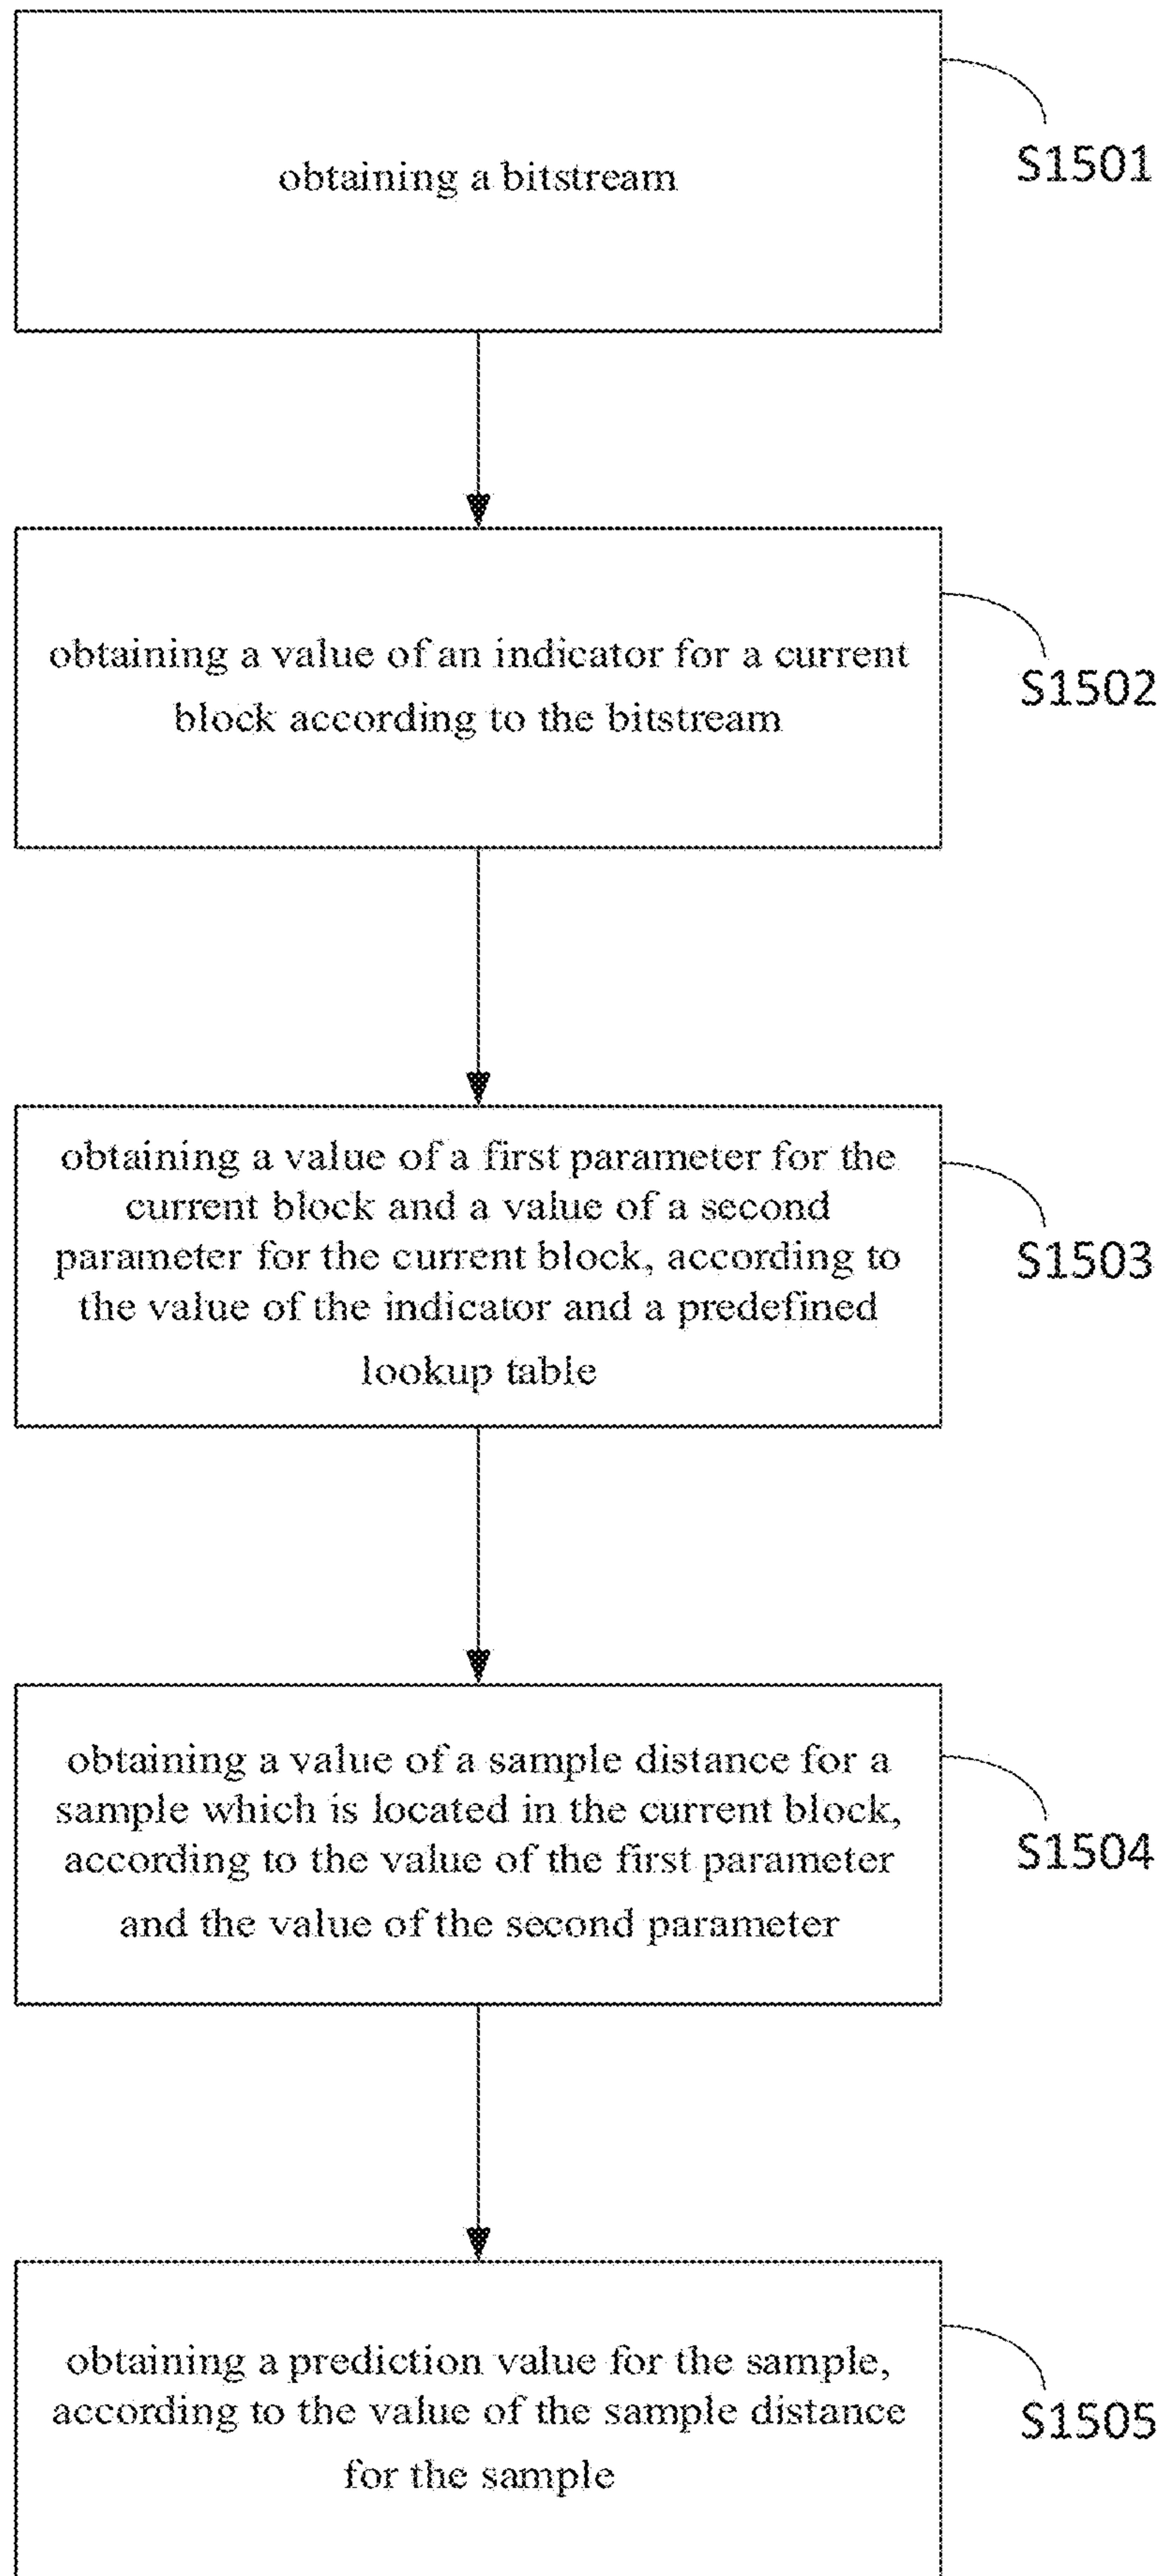 obtaining a bitstream
S1501
obtaining a value of an indicator for a current
block according to the bitstream
S1502
obtaining a value of a first parameter for the
current block and a value of a second
parameter for the current block, according to
the value of the indicator and a predefined
lookup table
S1503
obtaining a value of a sample distance for a
sample which is located in the current block,
according to the value of the first parameter
and the value of the second parameter
S1504
obtaining a prediction value for the sample,
according to the value of the sample distance
for the sample
S1505